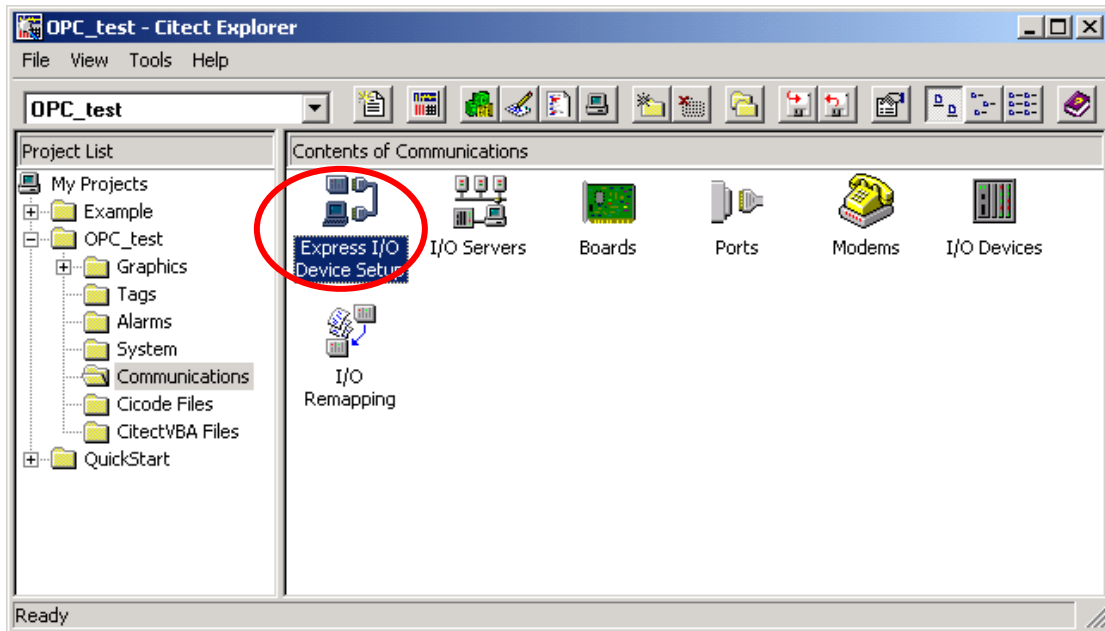 OPC_test - Citect Explorer
File View Tools Help
OPC_test
Project List
Contents of Communications
My Projects
Example
OPC_test
Graphics
Tags
Alarms
System
Communications
Cicode Files
CitectVBA Files
QuickStart
Express I/O
Device Setup
I/O Servers
Boards
Ports
Modems
I/O Devices
I/O
Remapping
Ready